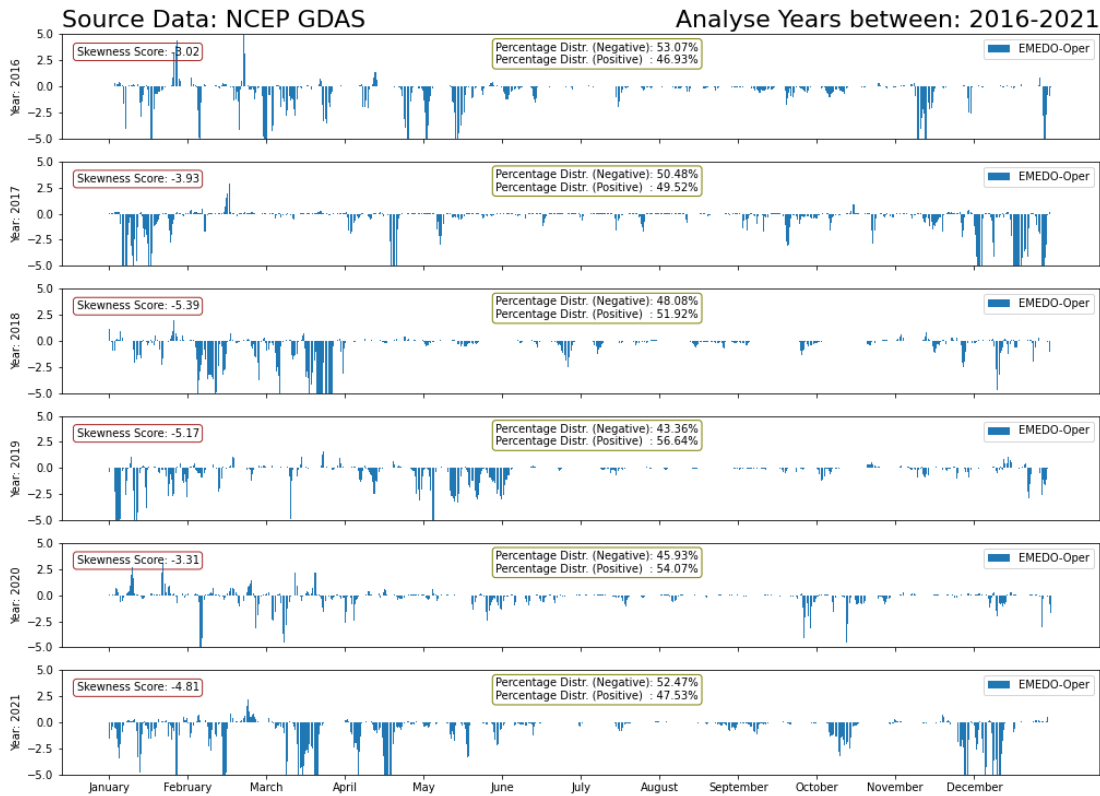 Source Data: NCEP GDAS
Analyse Years between: 2016-2021
Year: 2016
5.0
2.5
0.0
−2.5
−5.0
Skewness Score: -3.02
Percentage Distr. (Negative): 53.07%
Percentage Distr. (Positive) : 46.93%
EMEDO-Oper
Year: 2017
5.0
2.5
0.0
−2.5
−5.0
Skewness Score: -3.93
Percentage Distr. (Negative): 50.48%
Percentage Distr. (Positive) : 49.52%
EMEDO-Oper
Year: 2018
5.0
2.5
0.0
−2.5
−5.0
Skewness Score: -5.39
Percentage Distr. (Negative): 48.08%
Percentage Distr. (Positive) : 51.92%
EMEDO-Oper
Year: 2019
5.0
2.5
0.0
−2.5
−5.0
Skewness Score: -5.17
Percentage Distr. (Negative): 43.36%
Percentage Distr. (Positive) : 56.64%
EMEDO-Oper
Year: 2020
5.0
2.5
0.0
−2.5
−5.0
Skewness Score: -3.31
Percentage Distr. (Negative): 45.93%
Percentage Distr. (Positive) : 54.07%
EMEDO-Oper
Year: 2021
5.0
2.5
0.0
−2.5
−5.0
Skewness Score: -4.81
Percentage Distr. (Negative): 52.47%
Percentage Distr. (Positive) : 47.53%
EMEDO-Oper
January February March April May June July August September October November December